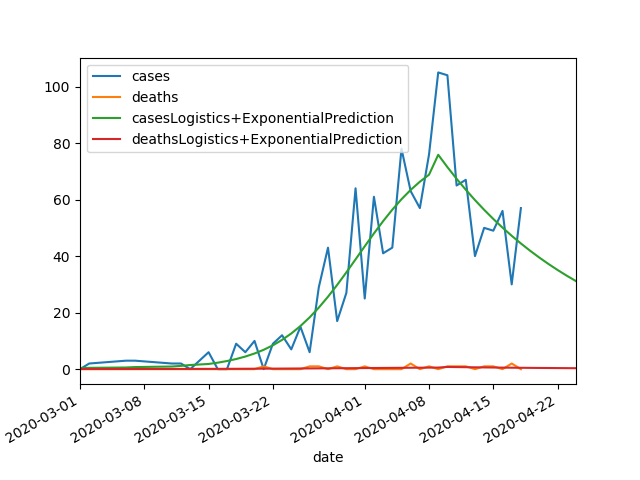 cases
deaths
casesLogistics+ExponentialPrediction
deathsLogistics+ExponentialPrediction
100
80
60
40
20
0
2020-03-01
2020-03-08
2020-03-15
2020-03-22
2020-04-01
2020-04-08
2020-04-15
2020-04-22
date